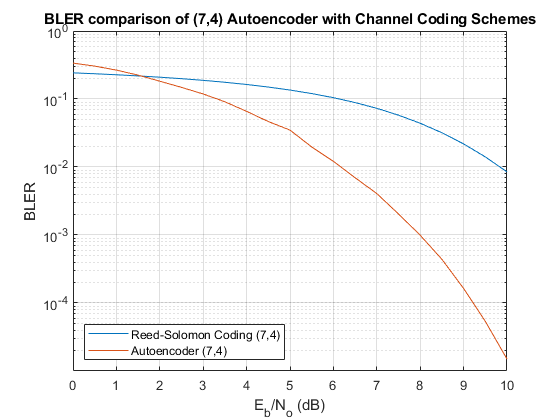 BLER comparison of (7,4) Autoencoder with Channel Coding Schemes
10^0
10^-1
10^-2
10^-3
10^-4
BLER
Reed-Solomon Coding (7,4)
Autoencoder (7,4)
0 1 2 3 4 5 6 7 8 9 10
E_b/N_o (dB)